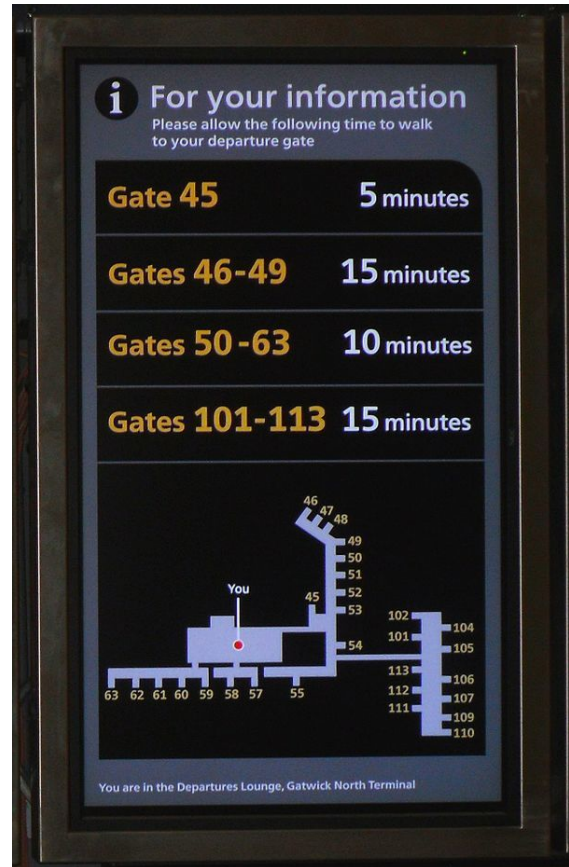 i For your information
Please allow the following time to walk
to your departure gate
Gate 45 5 minutes
Gates 46-49 15 minutes
Gates 50-63 10 minutes
Gates 101-113 15 minutes
46
47
48
49
50
51
52
You
45
53
102
104
101
54
105
113
63 62 61 60 59 58 57 55
106
112
107
111
109
110
You are in the Departures Lounge, Gatwick North Terminal